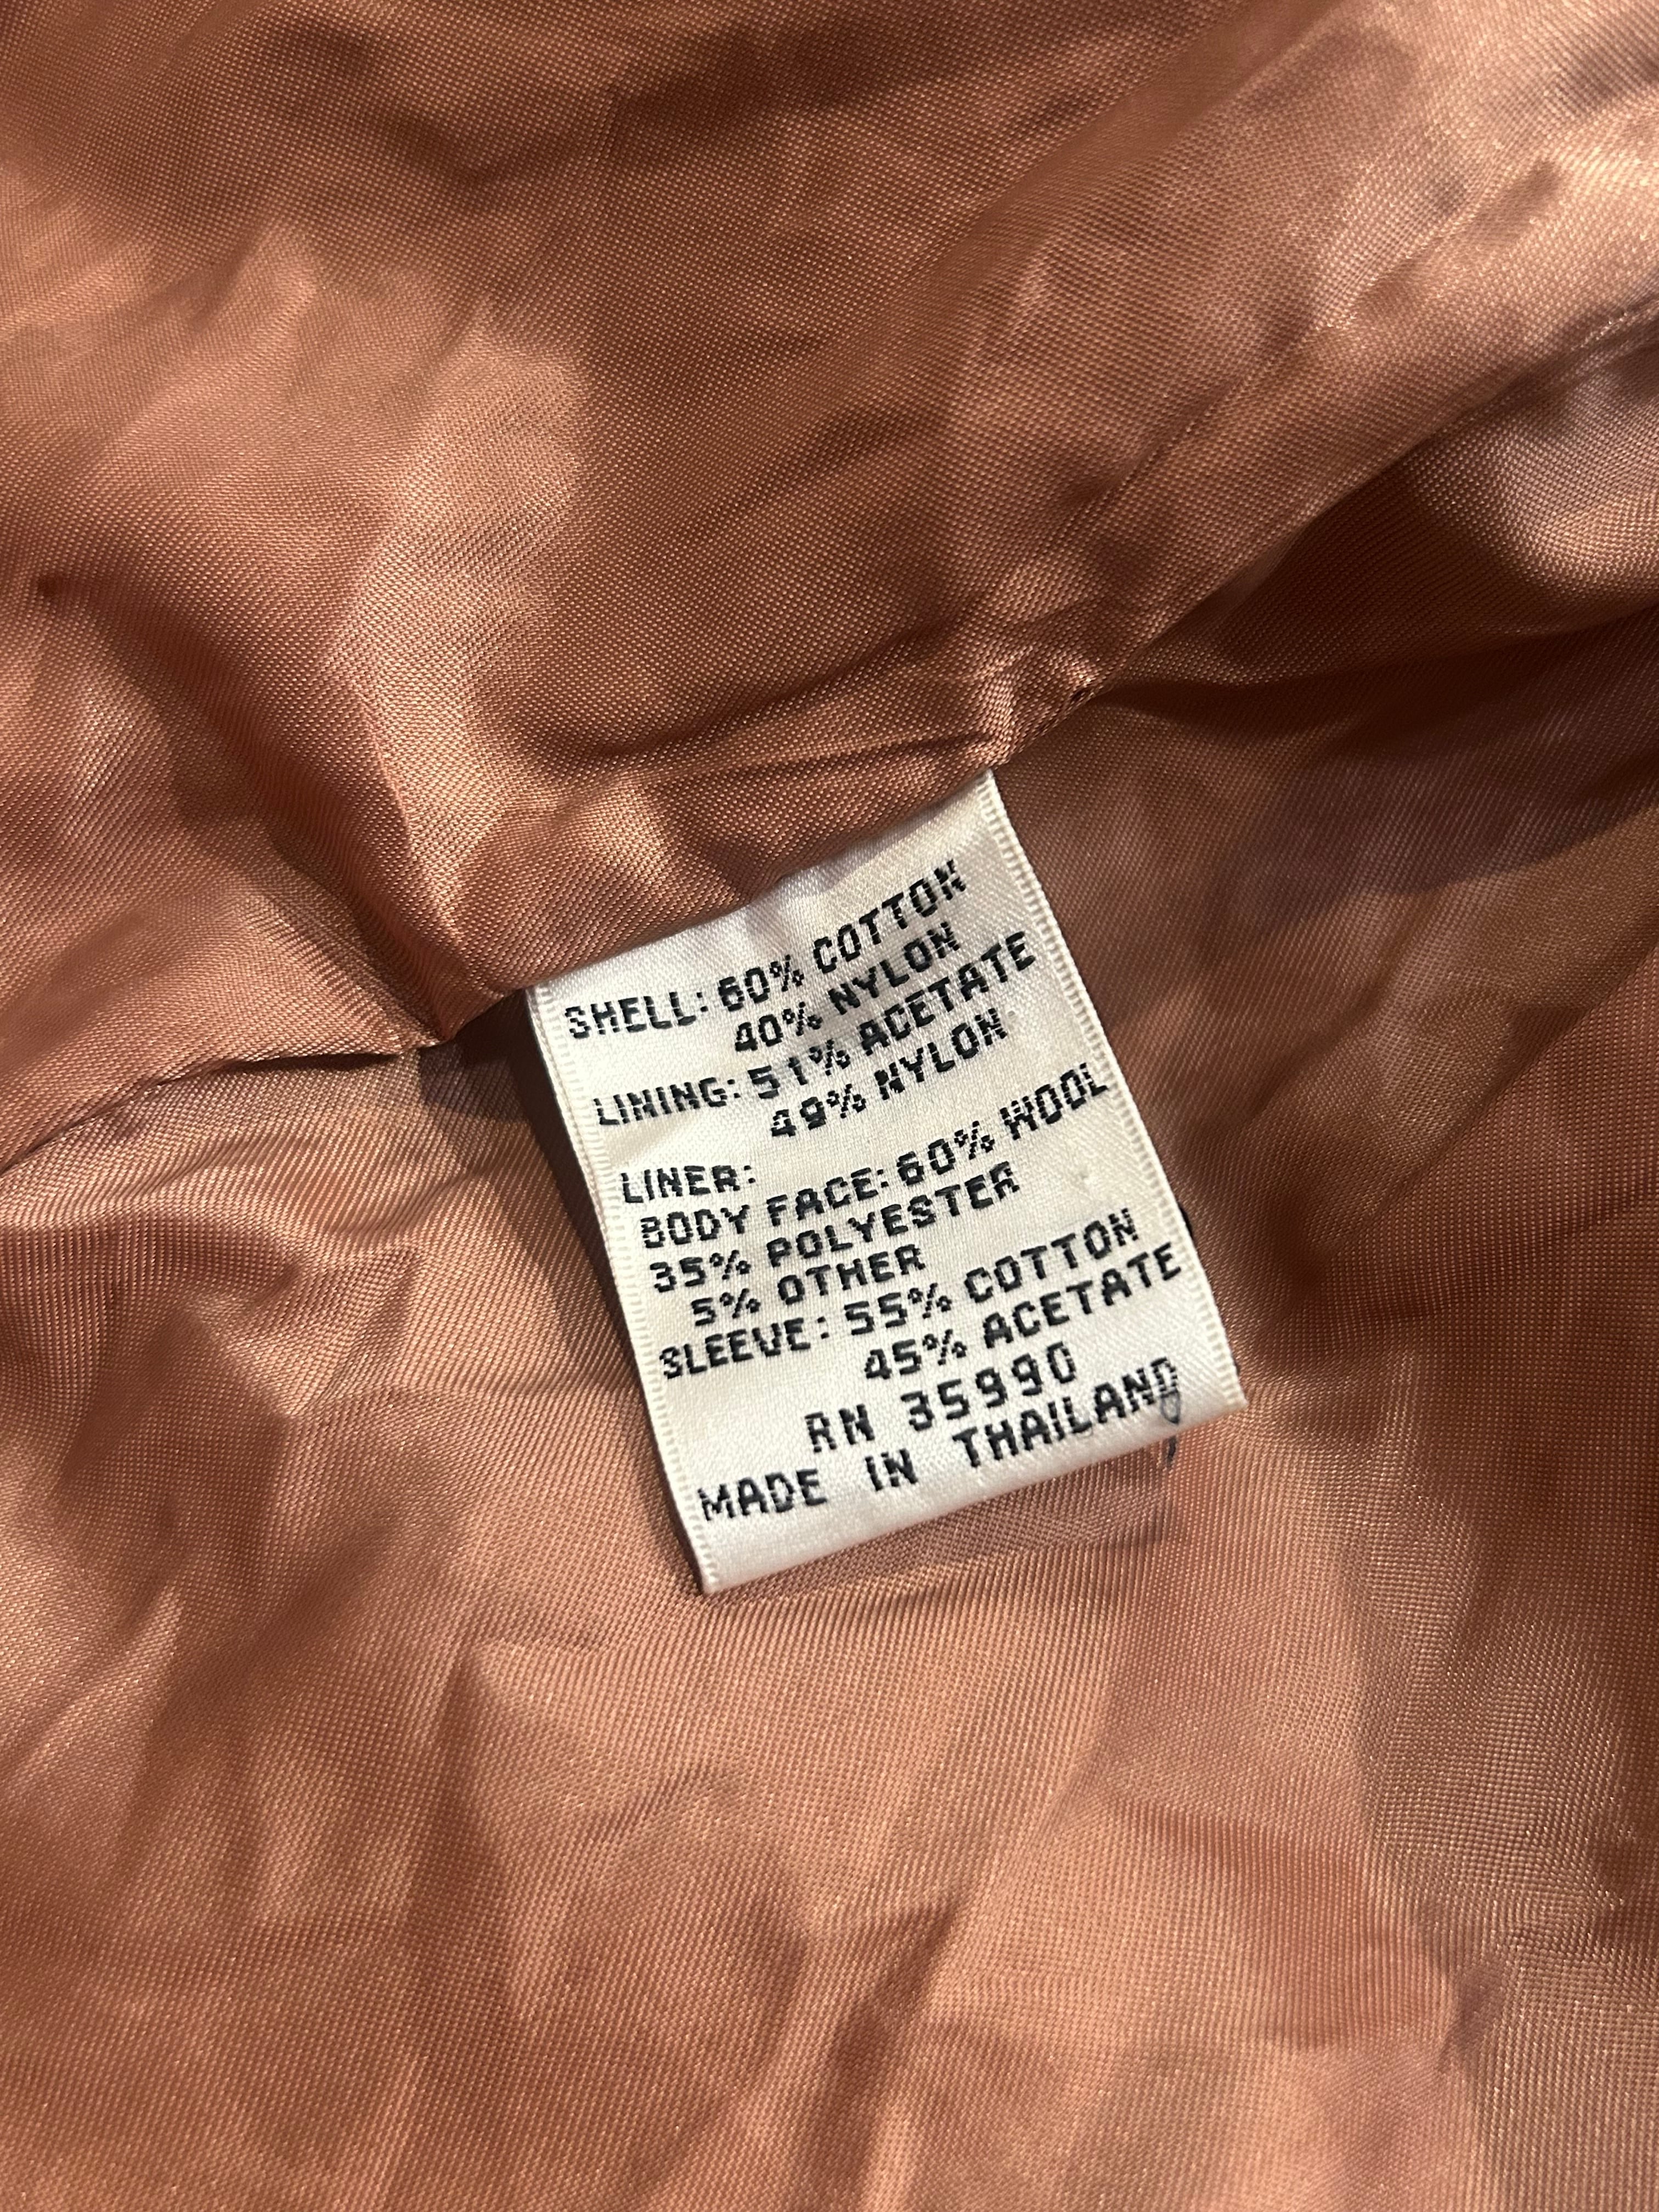 SHELL: 60% COTTON
40% NYLON
LINING: 51% ACETATE
49% NYLON
LINER:
BODY FACE: 60% WOOL
35% POLYESTER
5% OTHER
SLEEVE: 55% COTTON
45% ACETATE
RN 35990
MADE IN THAILAND